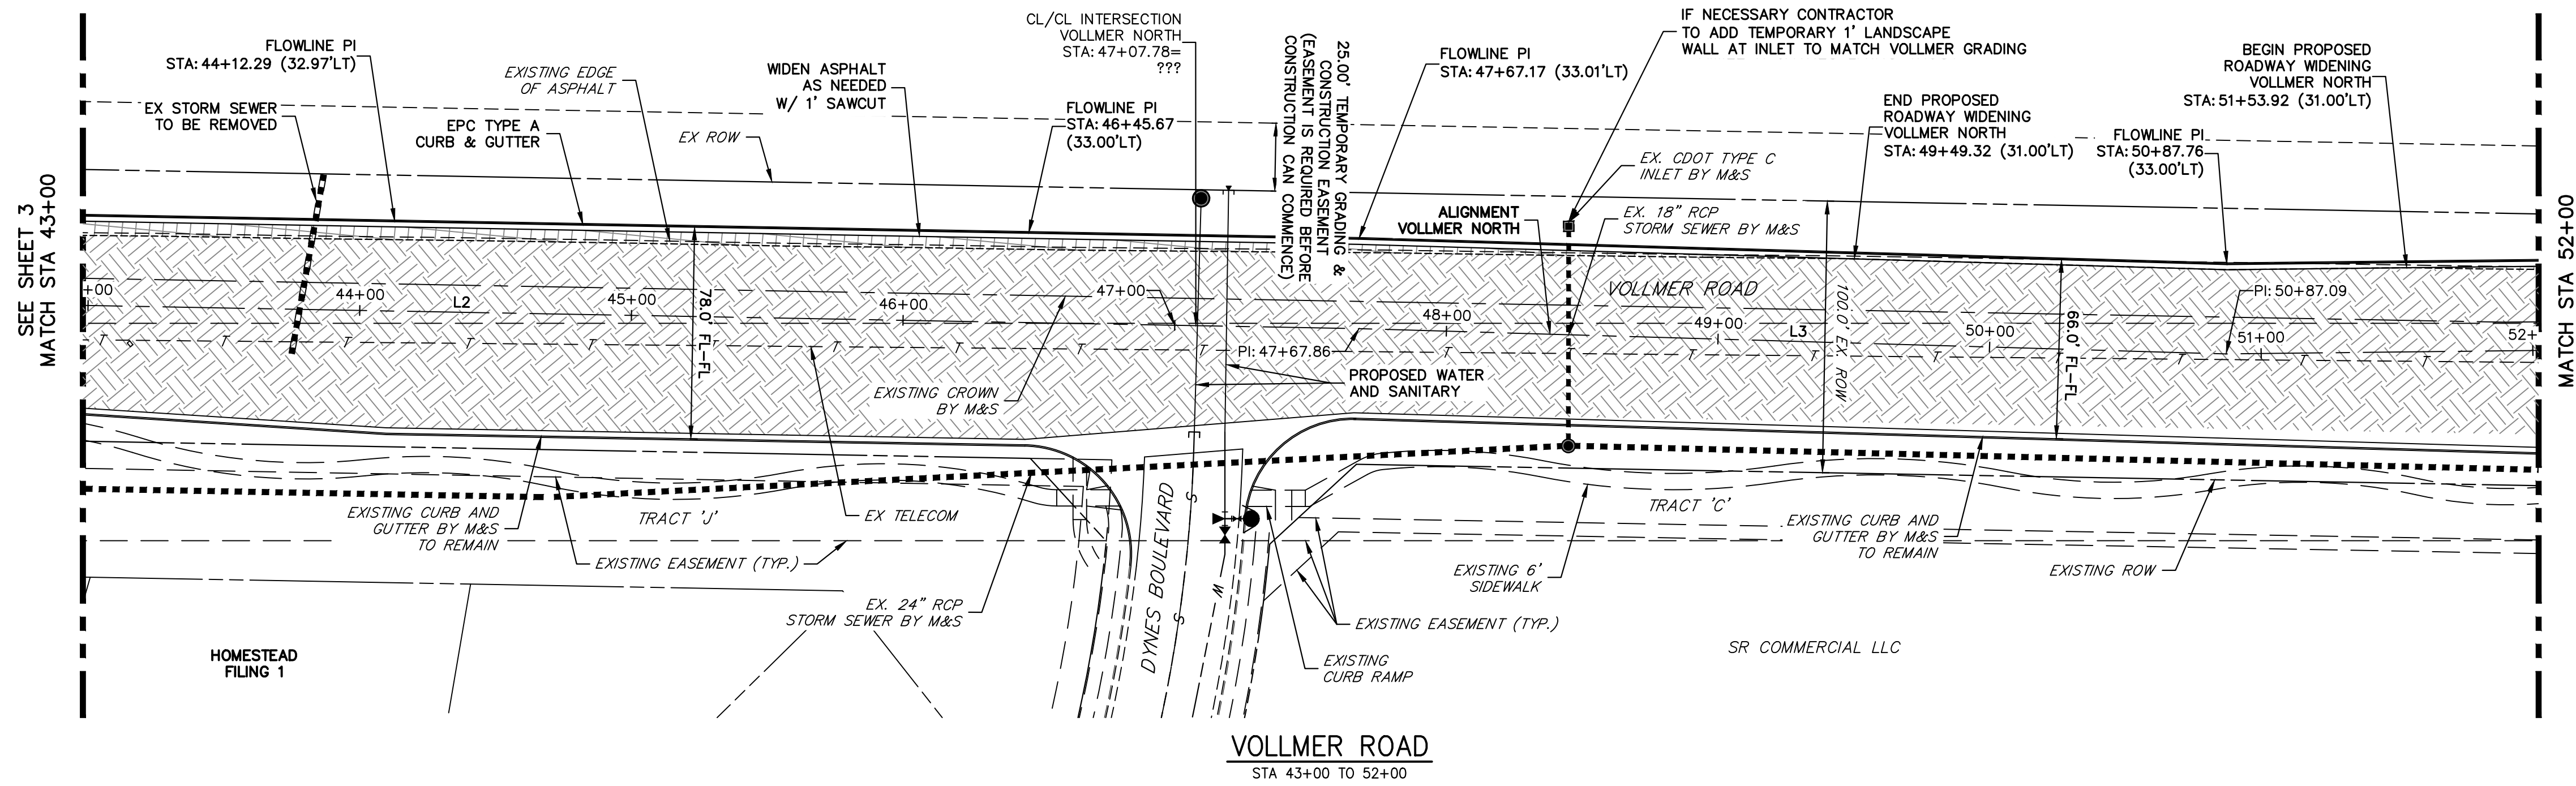 SEE SHEET 3
MATCH STA 43+00
FLOWLINE PI
STA: 44+12.29 (32.97'LT)
EX STORM SEWER
TO BE REMOVED
EXISTING EDGE
OF ASPHALT
EPC TYPE A
CURB & GUTTER
EX ROW
WIDEN ASPHALT
AS NEEDED
W/ 1' SAWCUT
CL/CL INTERSECTION
VOLLMER NORTH
STA: 47+07.78=
???
FLOWLINE PI
STA: 46+45.67
(33.00'LT)
25.00' TEMPORARY GRADING &
CONSTRUCTION EASEMENT
(EASEMENT IS REQUIRED BEFORE
CONSTRUCTION CAN COMMENCE)
FLOWLINE PI
STA: 47+67.17 (33.01'LT)
IF NECESSARY CONTRACTOR
TO ADD TEMPORARY 1' LANDSCAPE
WALL AT INLET TO MATCH VOLLMER GRADING
EX. CDOT TYPE C
INLET BY M&S
ALIGNMENT
VOLLMER NORTH
EX. 18" RCP
STORM SEWER BY M&S
END PROPOSED
ROADWAY WIDENING
VOLLMER NORTH
STA: 49+49.32 (31.00'LT)
FLOWLINE PI
STA: 50+87.76
(33.00'LT)
BEGIN PROPOSED
ROADWAY WIDENING
VOLLMER NORTH
STA: 51+53.92 (31.00'LT)
MATCH STA 52+00
+00
44+00
L2
45+00
78.0' FL-FL
46+00
47+00
PI: 47+67.86
48+00
VOLLMER ROAD
49+00
L3
100.0' EX ROW
50+00
66.0' FL-FL
PI: 50+87.09
51+00
52+
T T T T T T T T T T T T T T T T T T T T
EXISTING CROWN
BY M&S
PROPOSED WATER
AND SANITARY
EXISTING CURB AND
GUTTER BY M&S
TO REMAIN
TRACT 'J'
EX TELECOM
EXISTING EASEMENT (TYP.)
EX. 24" RCP
STORM SEWER BY M&S
DYNES BOULEVARD
S
S
W
HOMESTEAD
FILING 1
EXISTING EASEMENT (TYP.)
EXISTING
CURB RAMP
EXISTING 6'
SIDEWALK
TRACT 'C'
EXISTING CURB AND
GUTTER BY M&S
TO REMAIN
EXISTING ROW
SR COMMERCIAL LLC
VOLLMER ROAD
STA 43+00 TO 52+00